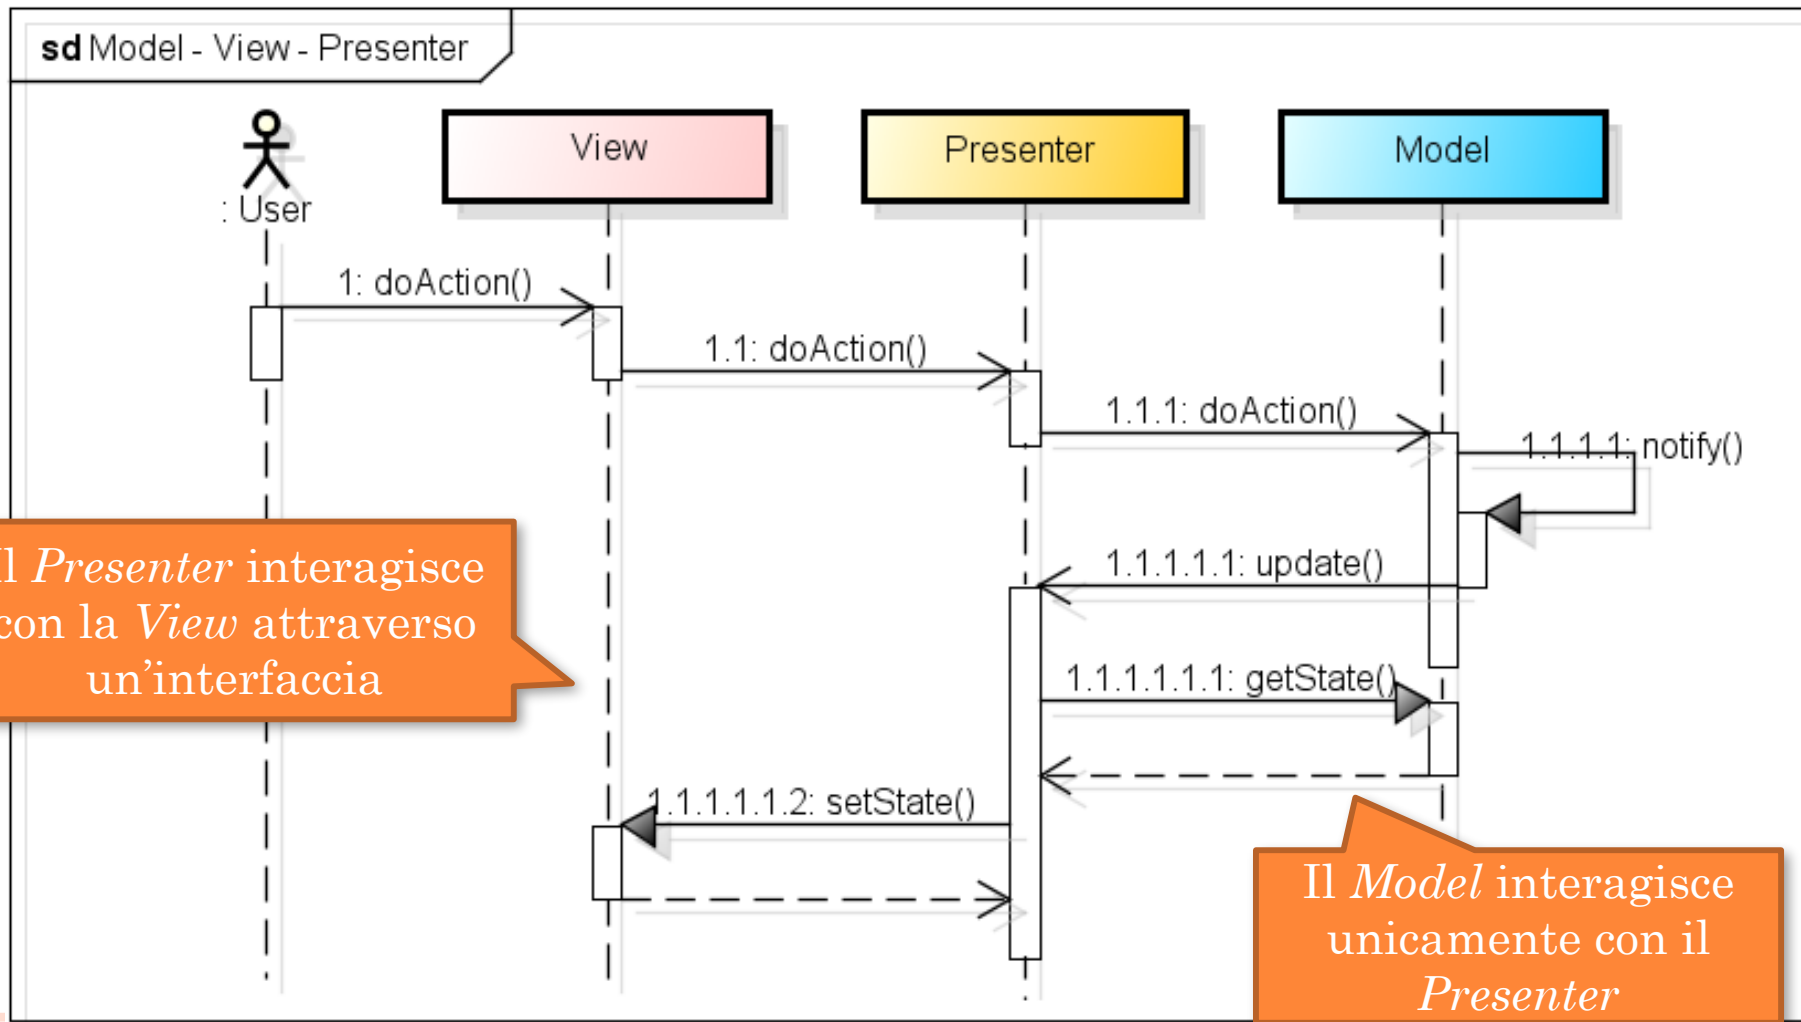 sd Model - View - Presenter
View
Presenter
Model
: User
1: doAction()
1.1: doAction()
1.1.1: doAction()
1.1.1.1: notify()
1.1.1.1.1: update()
Il Presenter interagisce
con la View attraverso
un'interfaccia
1.1.1.1.1.1: getState()
1.1.1.1.1.2: setState()
Il Model interagisce
unicamente con il
Presenter